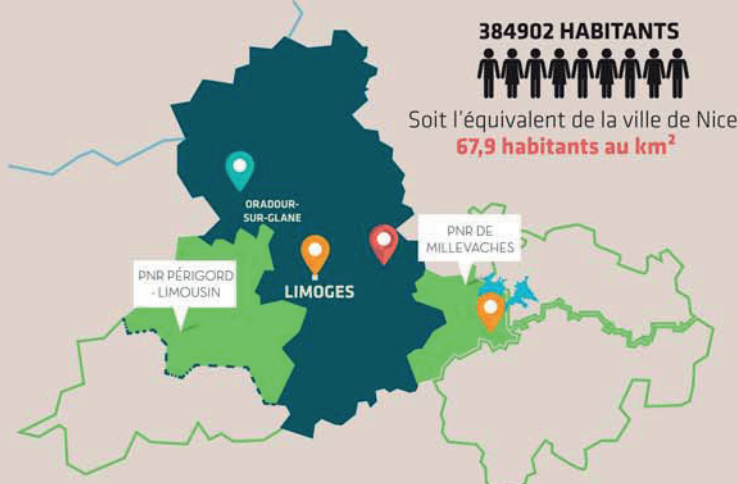 384902 HABITANTS
Soit l'équivalent de la ville de Nice
67,9 habitants au km²
ORADOUR-
SUR-GLANE
PNR DE
MILLEVACHES
PNR PÉRIGORD
- LIMOUSIN
LIMOGES